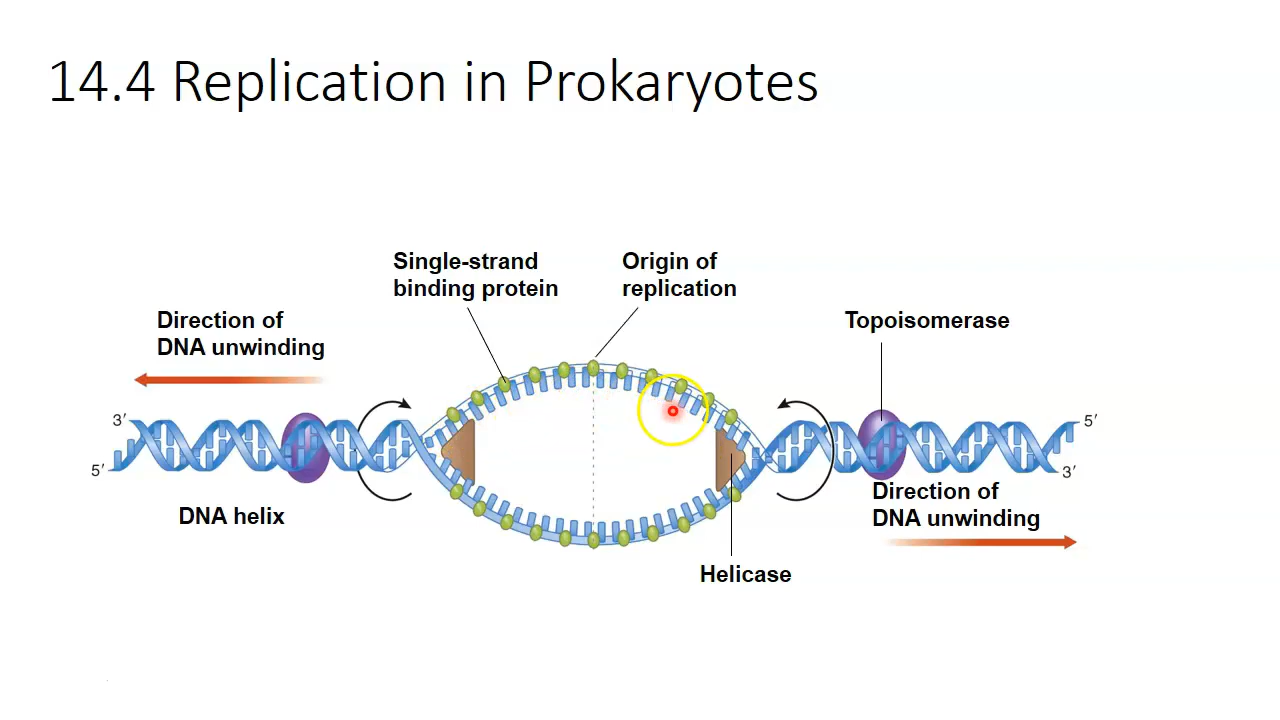 14.4 Replication in Prokaryotes
Single-strand
binding protein
Origin of
replication
Direction of
DNA unwinding
Topoisomerase
3′
5′
5′
3′
DNA helix
Direction of
DNA unwinding
Helicase